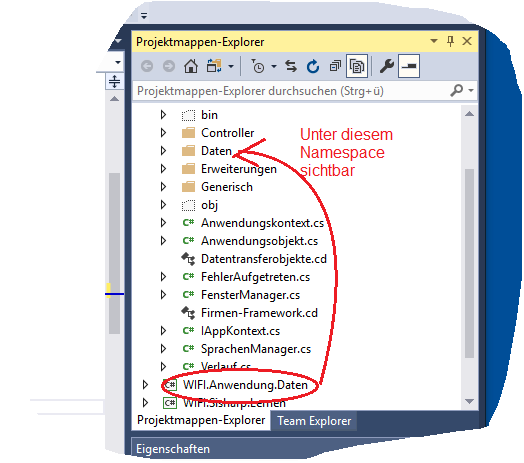 Projektmappen-Explorer
Projektmappen-Explorer durchsuchen (Strg+ü)
bin
Controller
Daten
Erweiterungen
Generisch
obj
Anwendungskontext.cs
Anwendungsobjekt.cs
Datentransferobjekte.cd
FehlerAufgetreten.cs
FensterManager.cs
Firmen-Framework.cd
IAppKontext.cs
SprachenManager.cs
Verlauf.cs
WIFI.Anwendung.Daten
WIFI.Sisharp.Lernen
Unter diesem
Namespace
sichtbar
Projektmappen-Explorer
Team Explorer
Eigenschaften